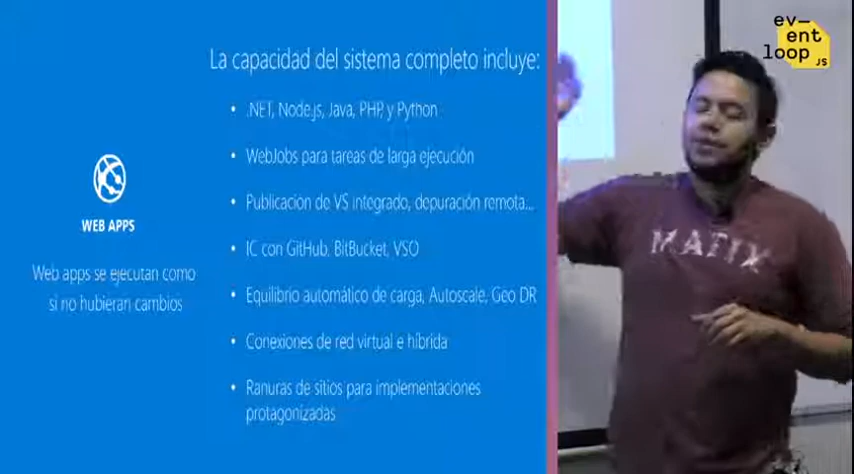 La capacidad del sistema completo incluye:
• .NET, Node.js, Java, PHP, y Python
• WebJobs para tareas de larga ejecución
• Publicacion de VS integrado, depuración remota...
• IC con GitHub, BitBucket, VSO
• Equilibrio automático de carga, Autoscale, Geo DR
• Conexiones de red virtual e híbrida
• Ranuras de sitios para implementaciones
protagonizadas
WEB APPS
Web apps se ejecutan como
si no hubieran cambios
ev—
ent
loop
JS